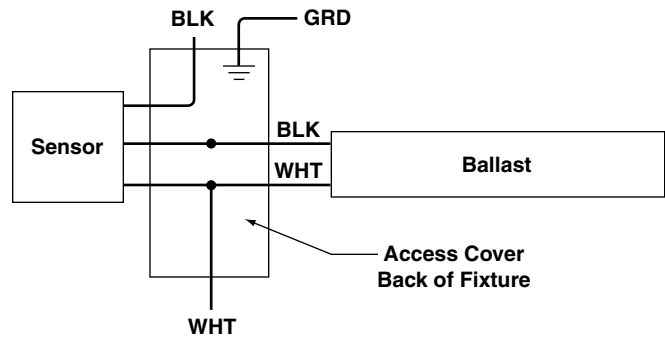 BLK
GRD
Sensor
BLK
WHT
Ballast
Access Cover
Back of Fixture
WHT